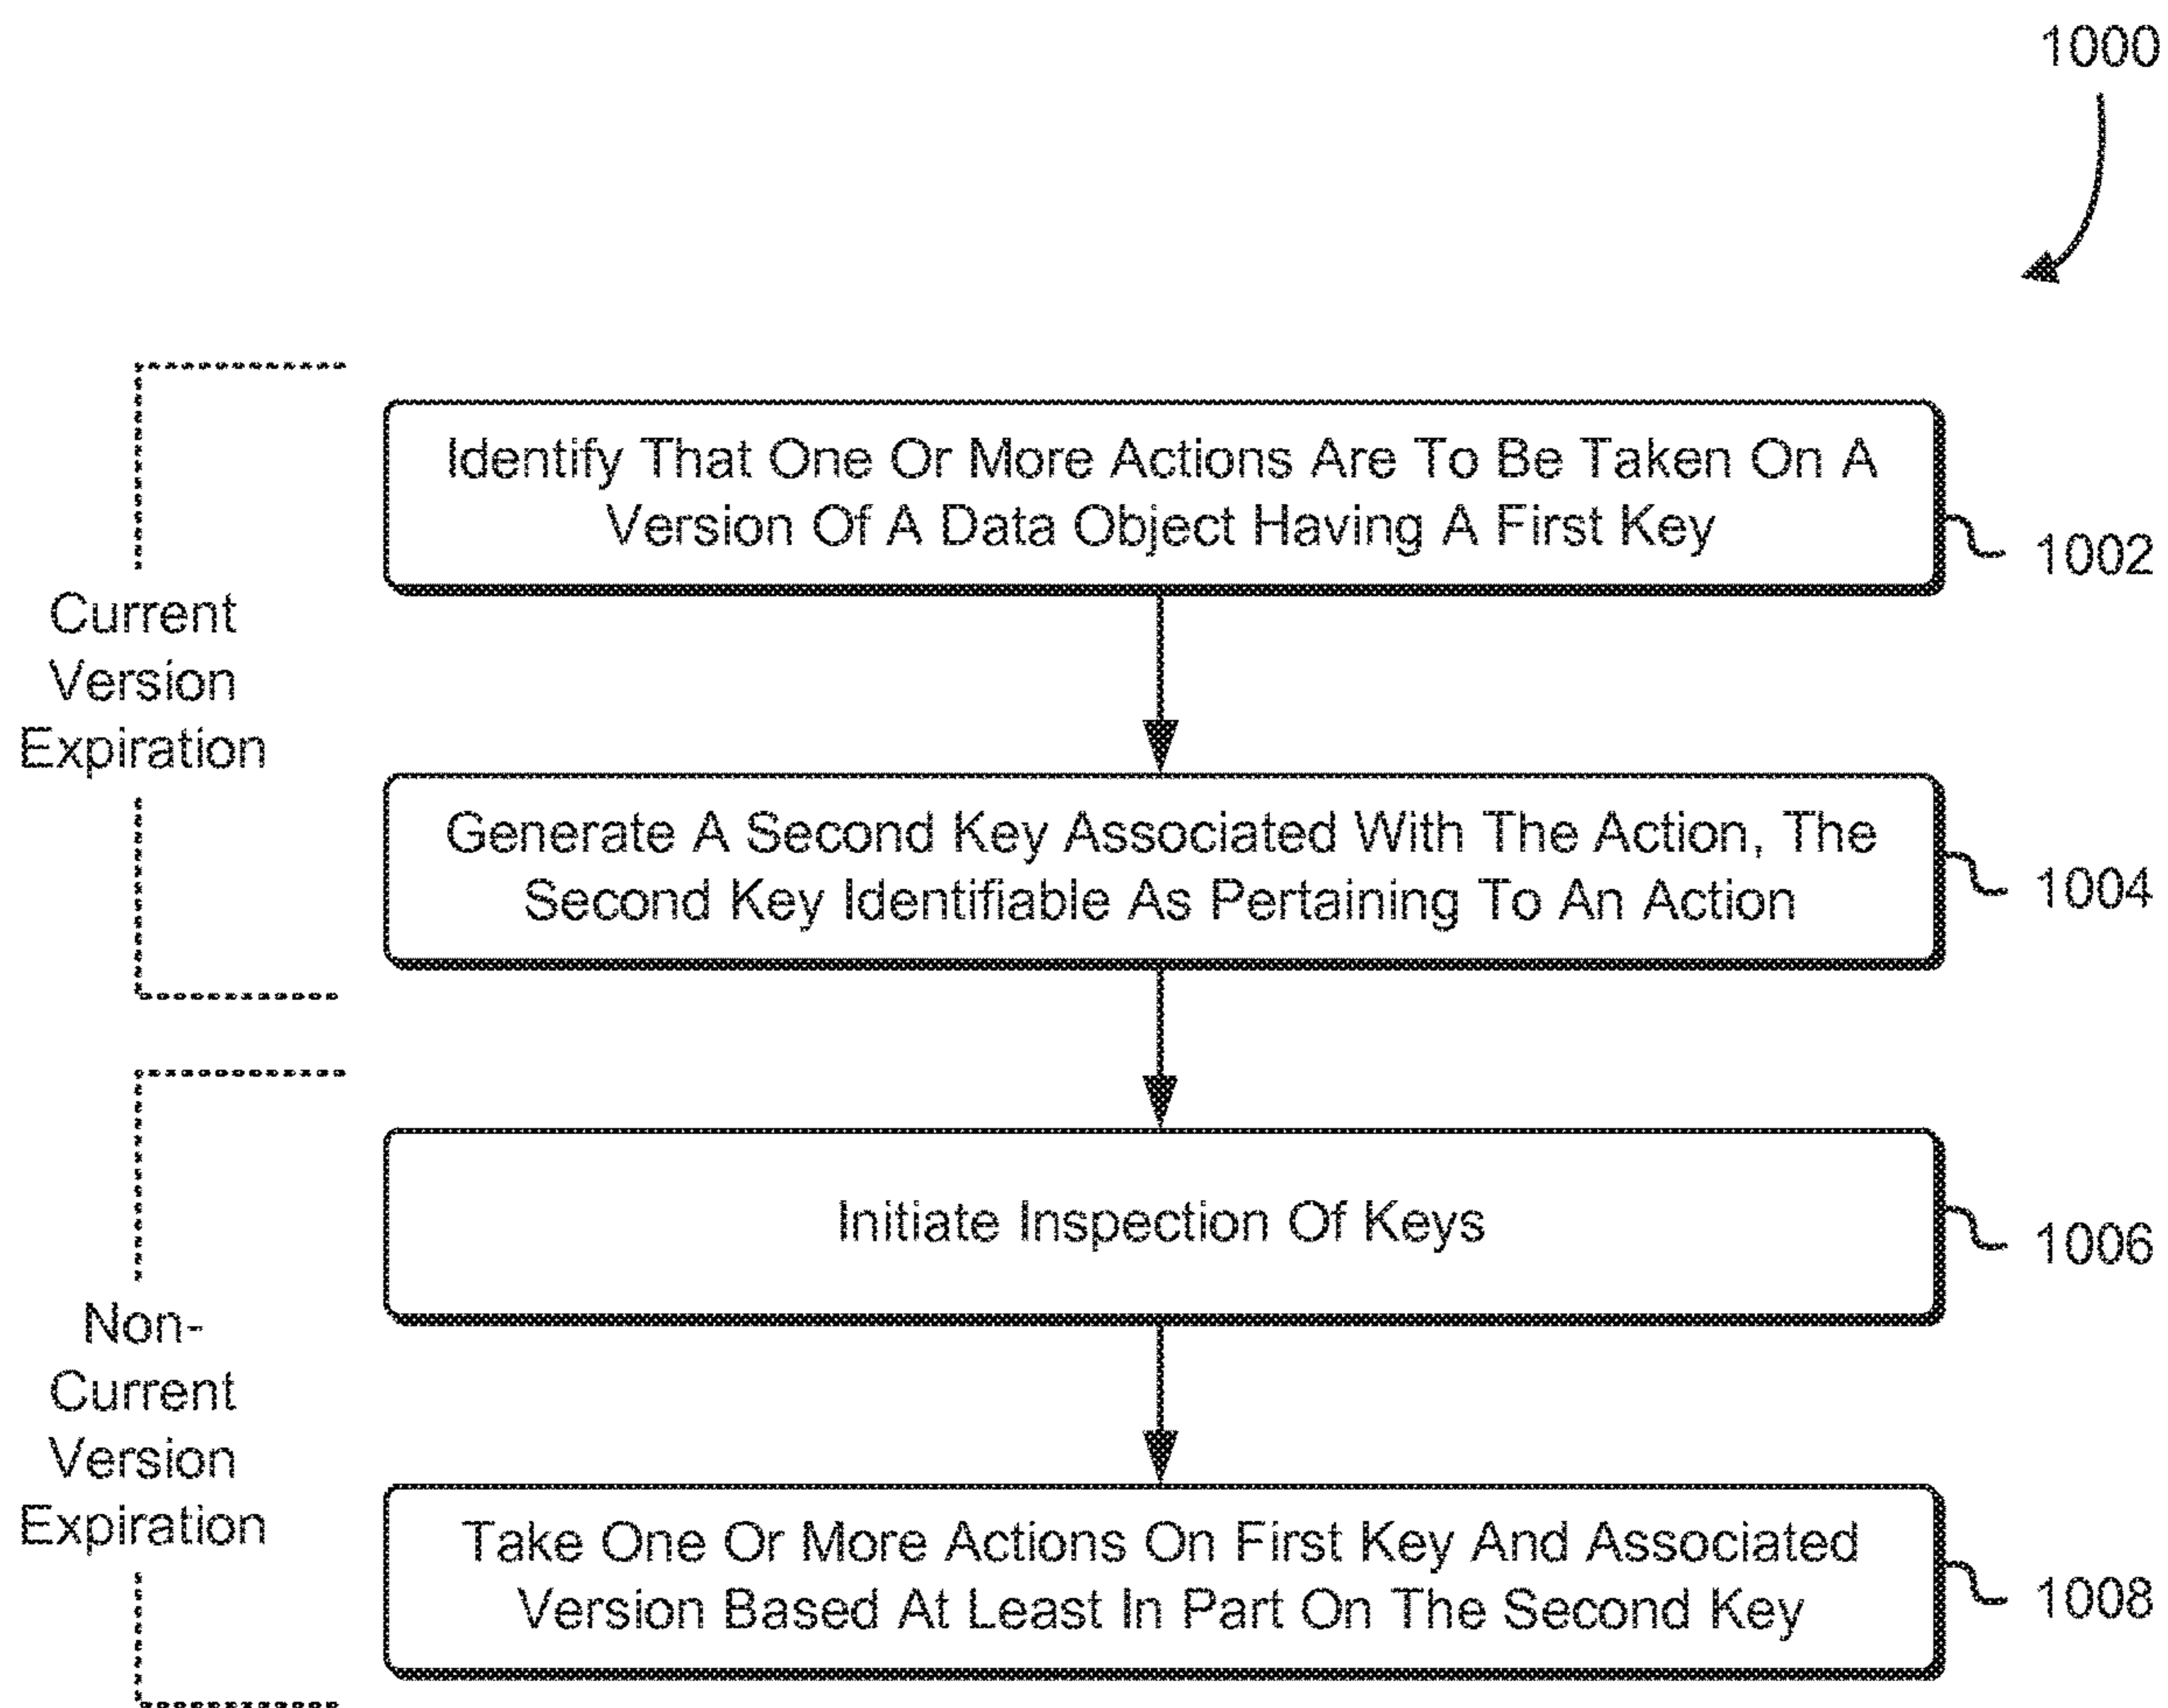 1000
Current
Version
Expiration
Identify That One Or More Actions Are To Be Taken On A
Version Of A Data Object Having A First Key
1002
Generate A Second Key Associated With The Action, The
Second Key Identifiable As Pertaining To An Action
1004
Non-
Current
Version
Expiration
Initiate Inspection Of Keys
1006
Take One Or More Actions On First Key And Associated
Version Based At Least In Part On The Second Key
1008